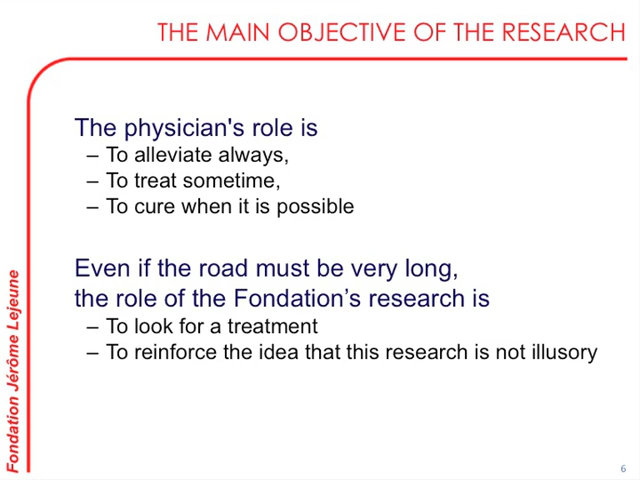 THE MAIN OBJECTIVE OF THE RESEARCH
The physician's role is
– To alleviate always,
– To treat sometime,
– To cure when it is possible
Even if the road must be very long,
the role of the Fondation’s research is
– To look for a treatment
– To reinforce the idea that this research is not illusory
Fondation Jérôme Lejeune
6